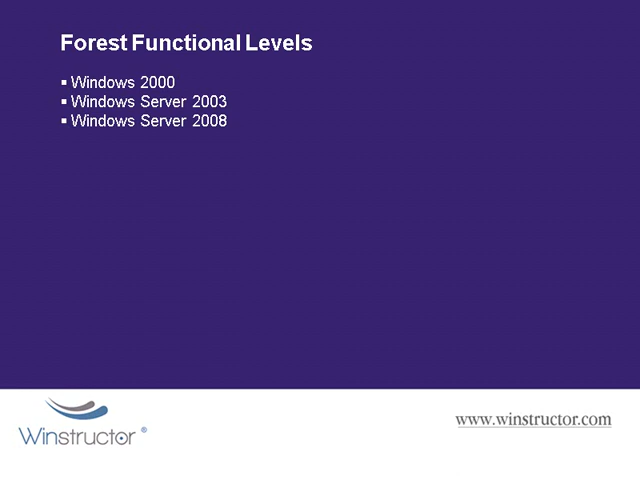 Forest Functional Levels
▪ Windows 2000
▪ Windows Server 2003
▪ Windows Server 2008
Winstructor ®
www.winstructor.com